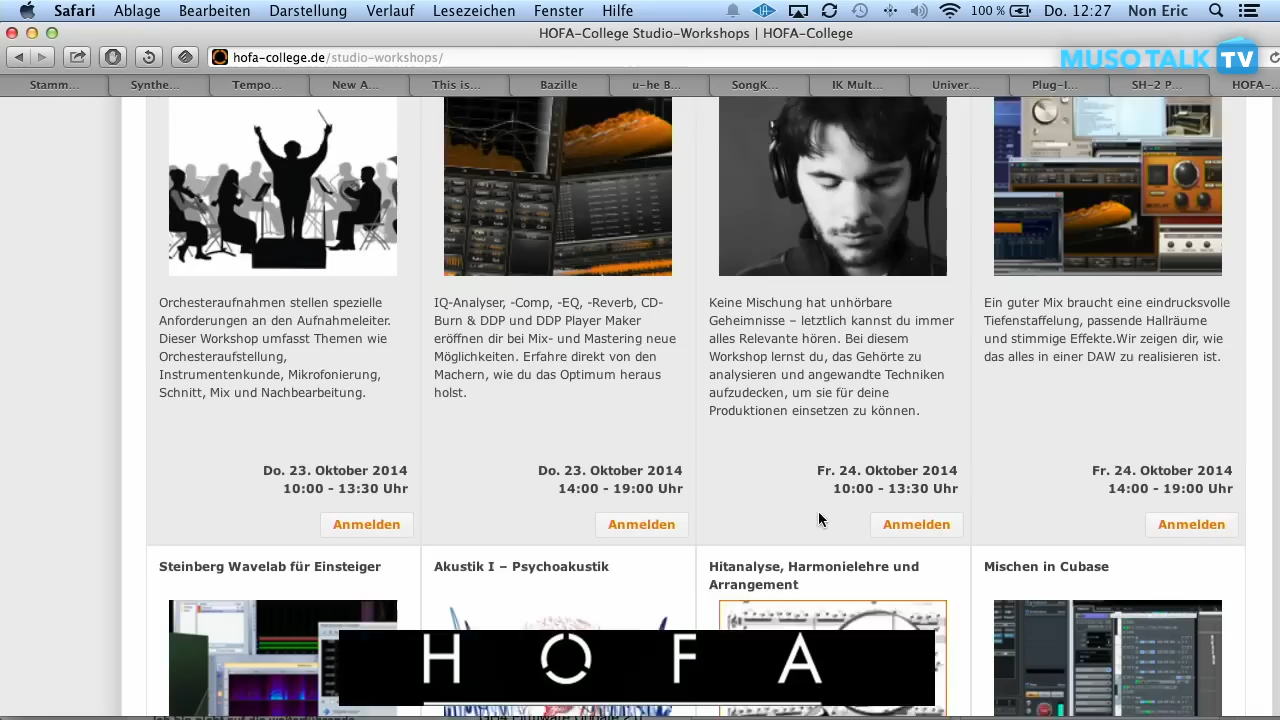 Safari Ablage Bearbeiten Darstellung Verlauf Lesezeichen Fenster Hilfe 100 % Do. 12:27 Non Eric
HOFA-College Studio-Workshops | HOFA-College
hofa-college.de/studio-workshops/
MUSO TALK TV
Stamm... Synthe... Tempo... New A... This is... Bazille u-he B... SongK... IK Mult... Univer... Plug-I... SH-2 P... HOFA-...
Orchesteraufnahmen stellen spezielle
Anforderungen an den Aufnahmeleiter.
Dieser Workshop umfasst Themen wie
Orchesteraufstellung,
Instrumentenkunde, Mikrofonierung,
Schnitt, Mix und Nachbearbeitung.
Do. 23. Oktober 2014
10:00 - 13:30 Uhr
Anmelden
IQ-Analyser, -Comp, -EQ, -Reverb, CD-
Burn & DDP und DDP Player Maker
eröffnen dir bei Mix- und Mastering neue
Möglichkeiten. Erfahre direkt von den
Machern, wie du das Optimum heraus
holst.
Do. 23. Oktober 2014
14:00 - 19:00 Uhr
Anmelden
Keine Mischung hat unhörbare
Geheimnisse – letztlich kannst du immer
alles Relevante hören. Bei diesem
Workshop lernst du, das Gehörte zu
analysieren und angewandte Techniken
aufzudecken, um sie für deine
Produktionen einsetzen zu können.
Fr. 24. Oktober 2014
10:00 - 13:30 Uhr
Anmelden
Ein guter Mix braucht eine eindrucksvolle
Tiefenstaffelung, passende Hallräume
und stimmige Effekte.Wir zeigen dir, wie
das alles in einer DAW zu realisieren ist.
Fr. 24. Oktober 2014
14:00 - 19:00 Uhr
Anmelden
Steinberg Wavelab für Einsteiger
Akustik I – Psychoakustik
Hitanalyse, Harmonielehre und
Arrangement
Mischen in Cubase
HOFA